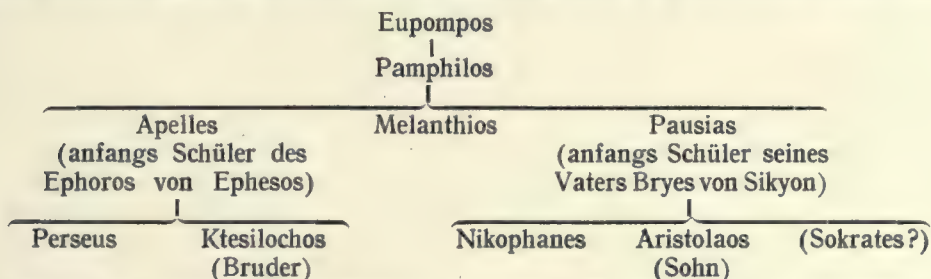 Eupompos
Pamphilos
Apelles Melanthios Pausias
(anfangs Schüler des (anfangs Schüler seines
Ephoros von Ephesos) Vaters Bryes von Sikyon)
Perseus Ktesilochos Nikophanes Aristolaos (Sokrates?)
(Bruder) (Sohn)